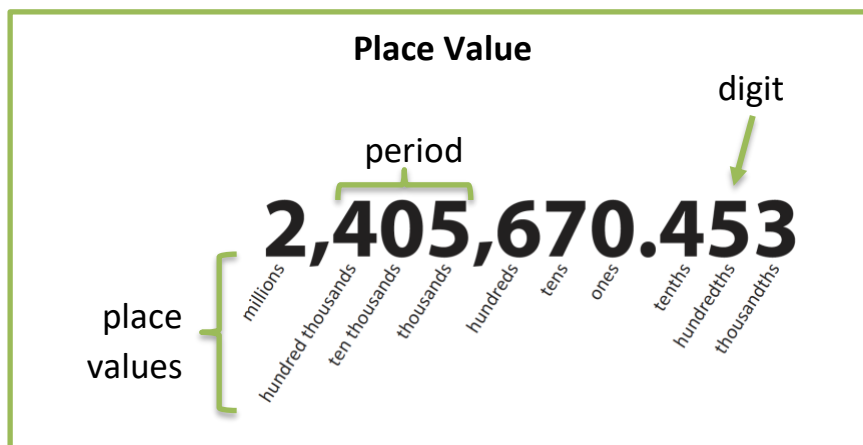 Place Value
digit
period
2,405,670.453
millions
hundred thousands
ten thousands
thousands
hundreds
tens
ones
tenths
hundredths
thousandths
place
values